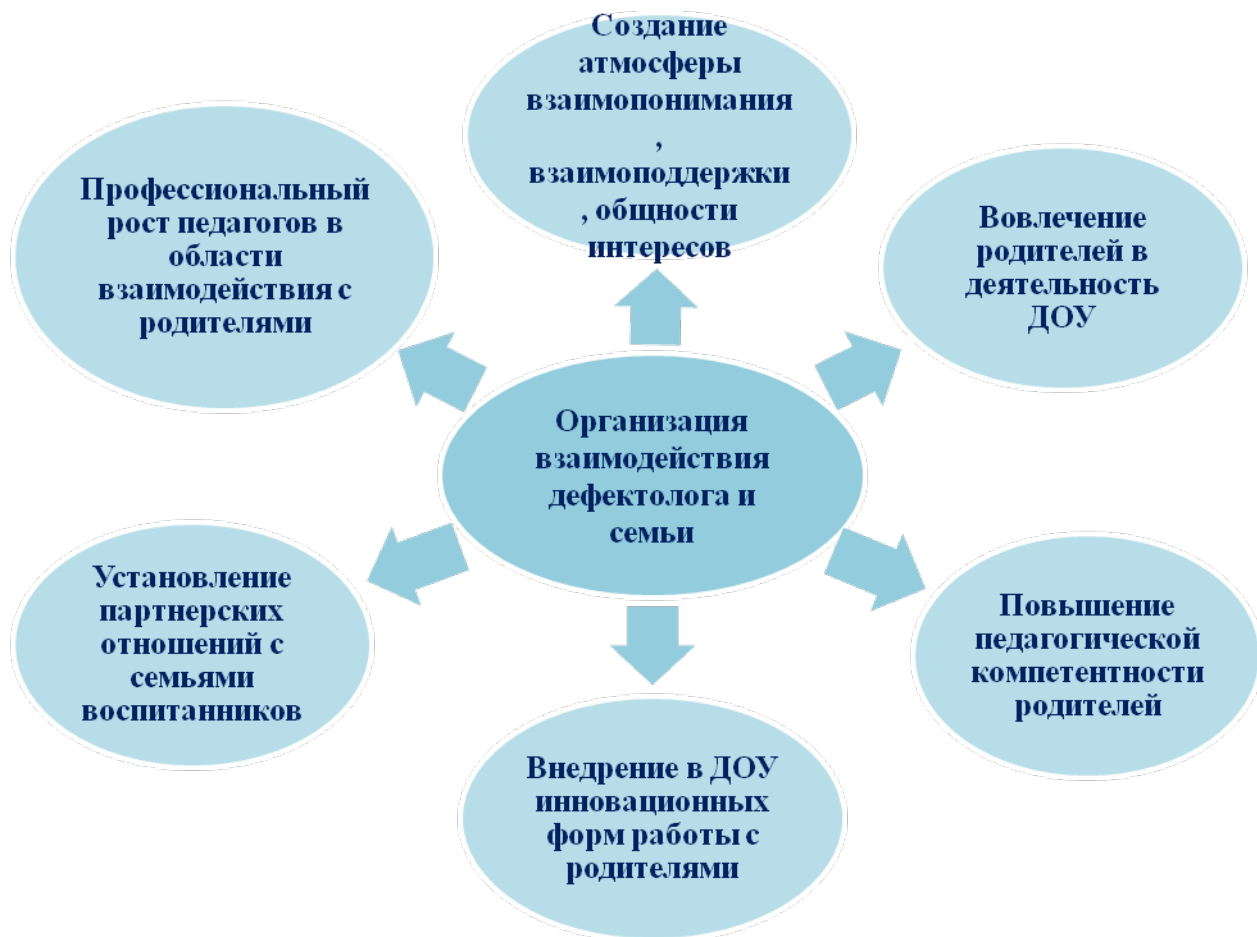 Создание
атмосферы
взаимопонимания
,
взаимоподдержки
, общности
интересов
Профессиональный
рост педагогов в
области
взаимодействия с
родителями
Вовлечение
родителей в
деятельность
ДОУ
Организация
взаимодействия
дефектолога и
семьи
Установление
партнерских
отношений с
семьями
воспитанников
Повышение
педагогической
компетентности
родителей
Внедрение в ДОУ
инновационных
форм работы с
родителями